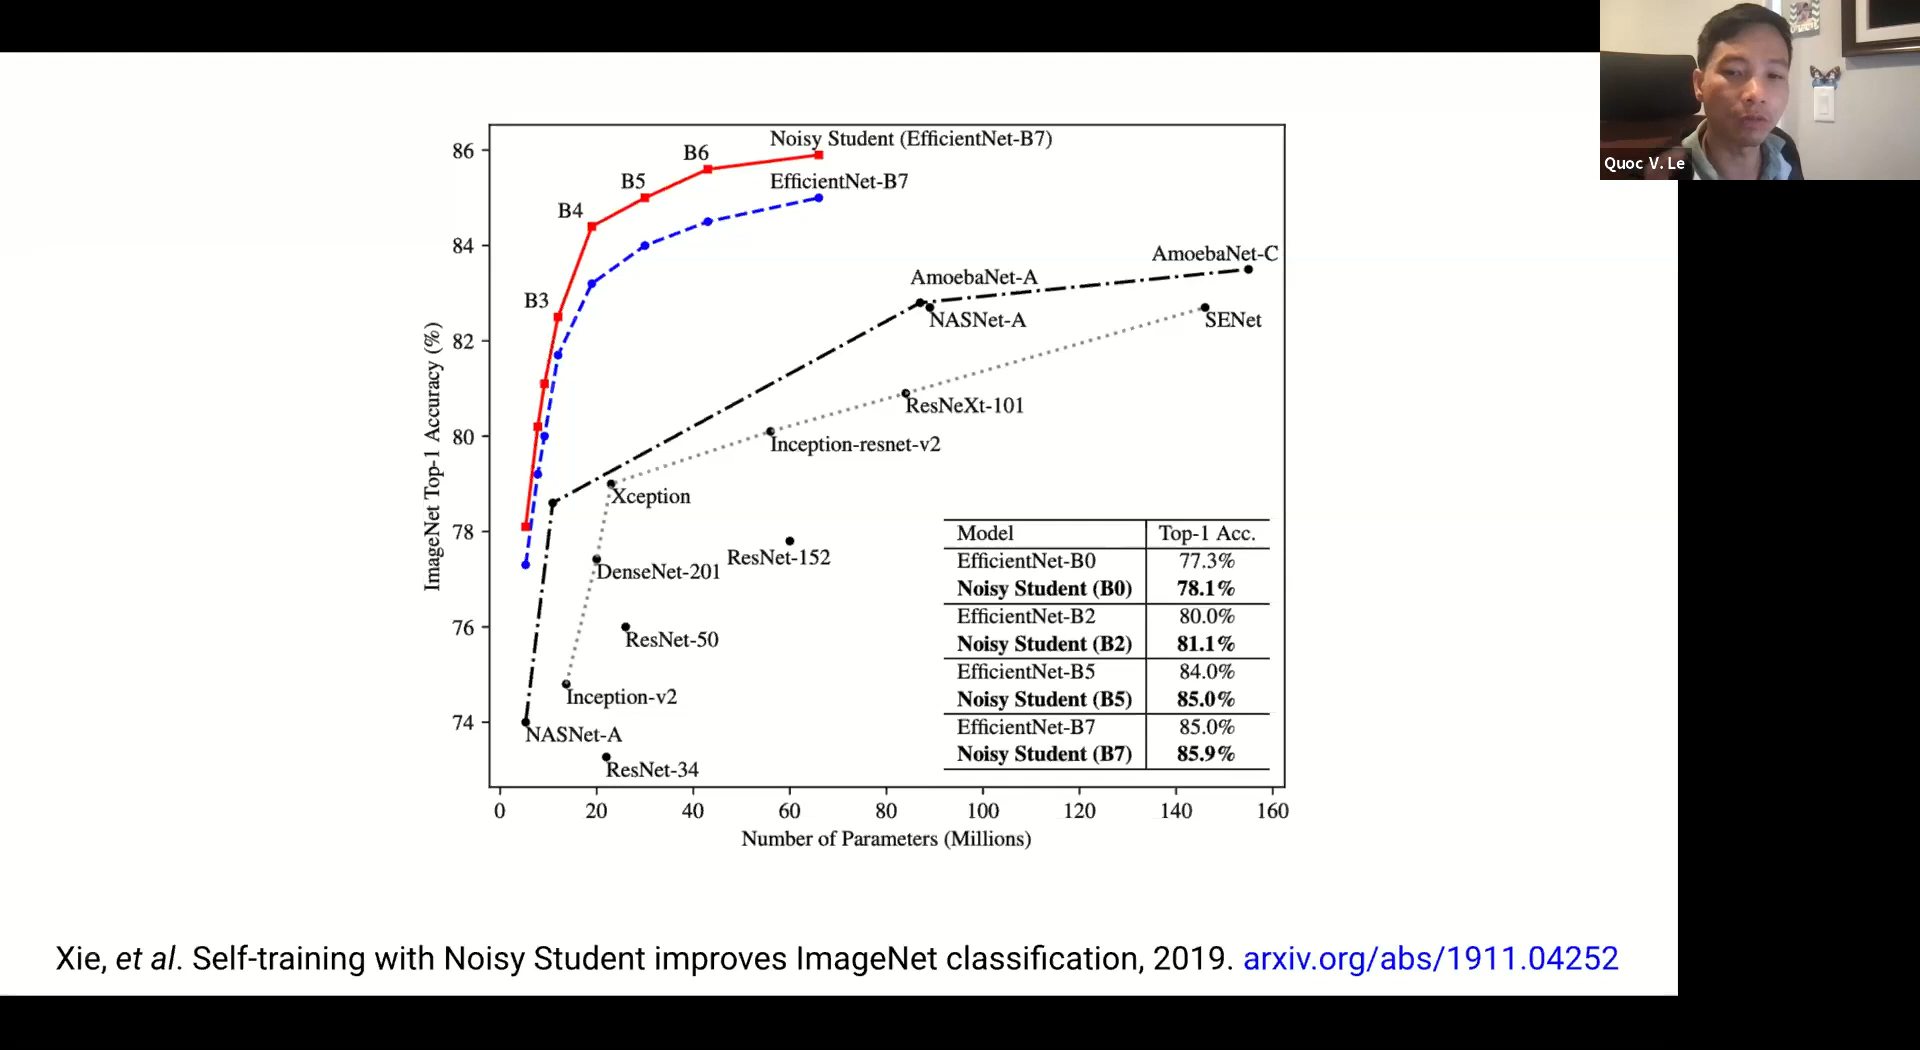 Quoc V. Le
Noisy Student (EfficientNet-B7)
86
B6
B5
EfficientNet-B7
B4
84
AmoebaNet-C
AmoebaNet-A
B3
NASNet-A
SENet
82
ImageNet Top-1 Accuracy (%)
ResNeXt-101
80
Inception-resnet-v2
Xception
78
ResNet-152
DenseNet-201
76
ResNet-50
Inception-v2
74
NASNet-A
ResNet-34
Model Top-1 Acc.
EfficientNet-B0 77.3%
Noisy Student (B0) 78.1%
EfficientNet-B2 80.0%
Noisy Student (B2) 81.1%
EfficientNet-B5 84.0%
Noisy Student (B5) 85.0%
EfficientNet-B7 85.0%
Noisy Student (B7) 85.9%
0 20 40 60 80 100 120 140 160
Number of Parameters (Millions)
Xie, et al. Self-training with Noisy Student improves ImageNet classification, 2019. arxiv.org/abs/1911.04252